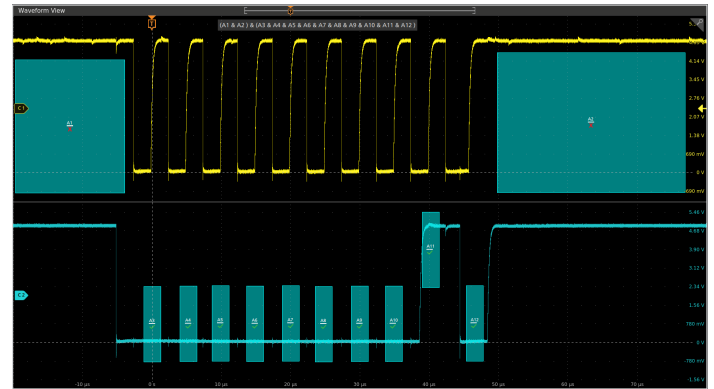 Waveform View
(A1 & A2 ) & (A3 & A4 & A5 & A6 & A7 & A8 & A9 & A10 & A11 & A12 )
T
4.14 V
3.45 V
2.76 V
2.07 V
1.38 V
690 mV
0 V
-690 mV
C1
A1
A2
5.46 V
4.68 V
3.90 V
3.12 V
2.34 V
1.56 V
780 mV
0 V
-780 mV
-1.56 V
C2
A3
A4
A5
A6
A7
A8
A9
A10
A11
A12
-10 µs
0 s
10 µs
20 µs
30 µs
40 µs
50 µs
60 µs
70 µs